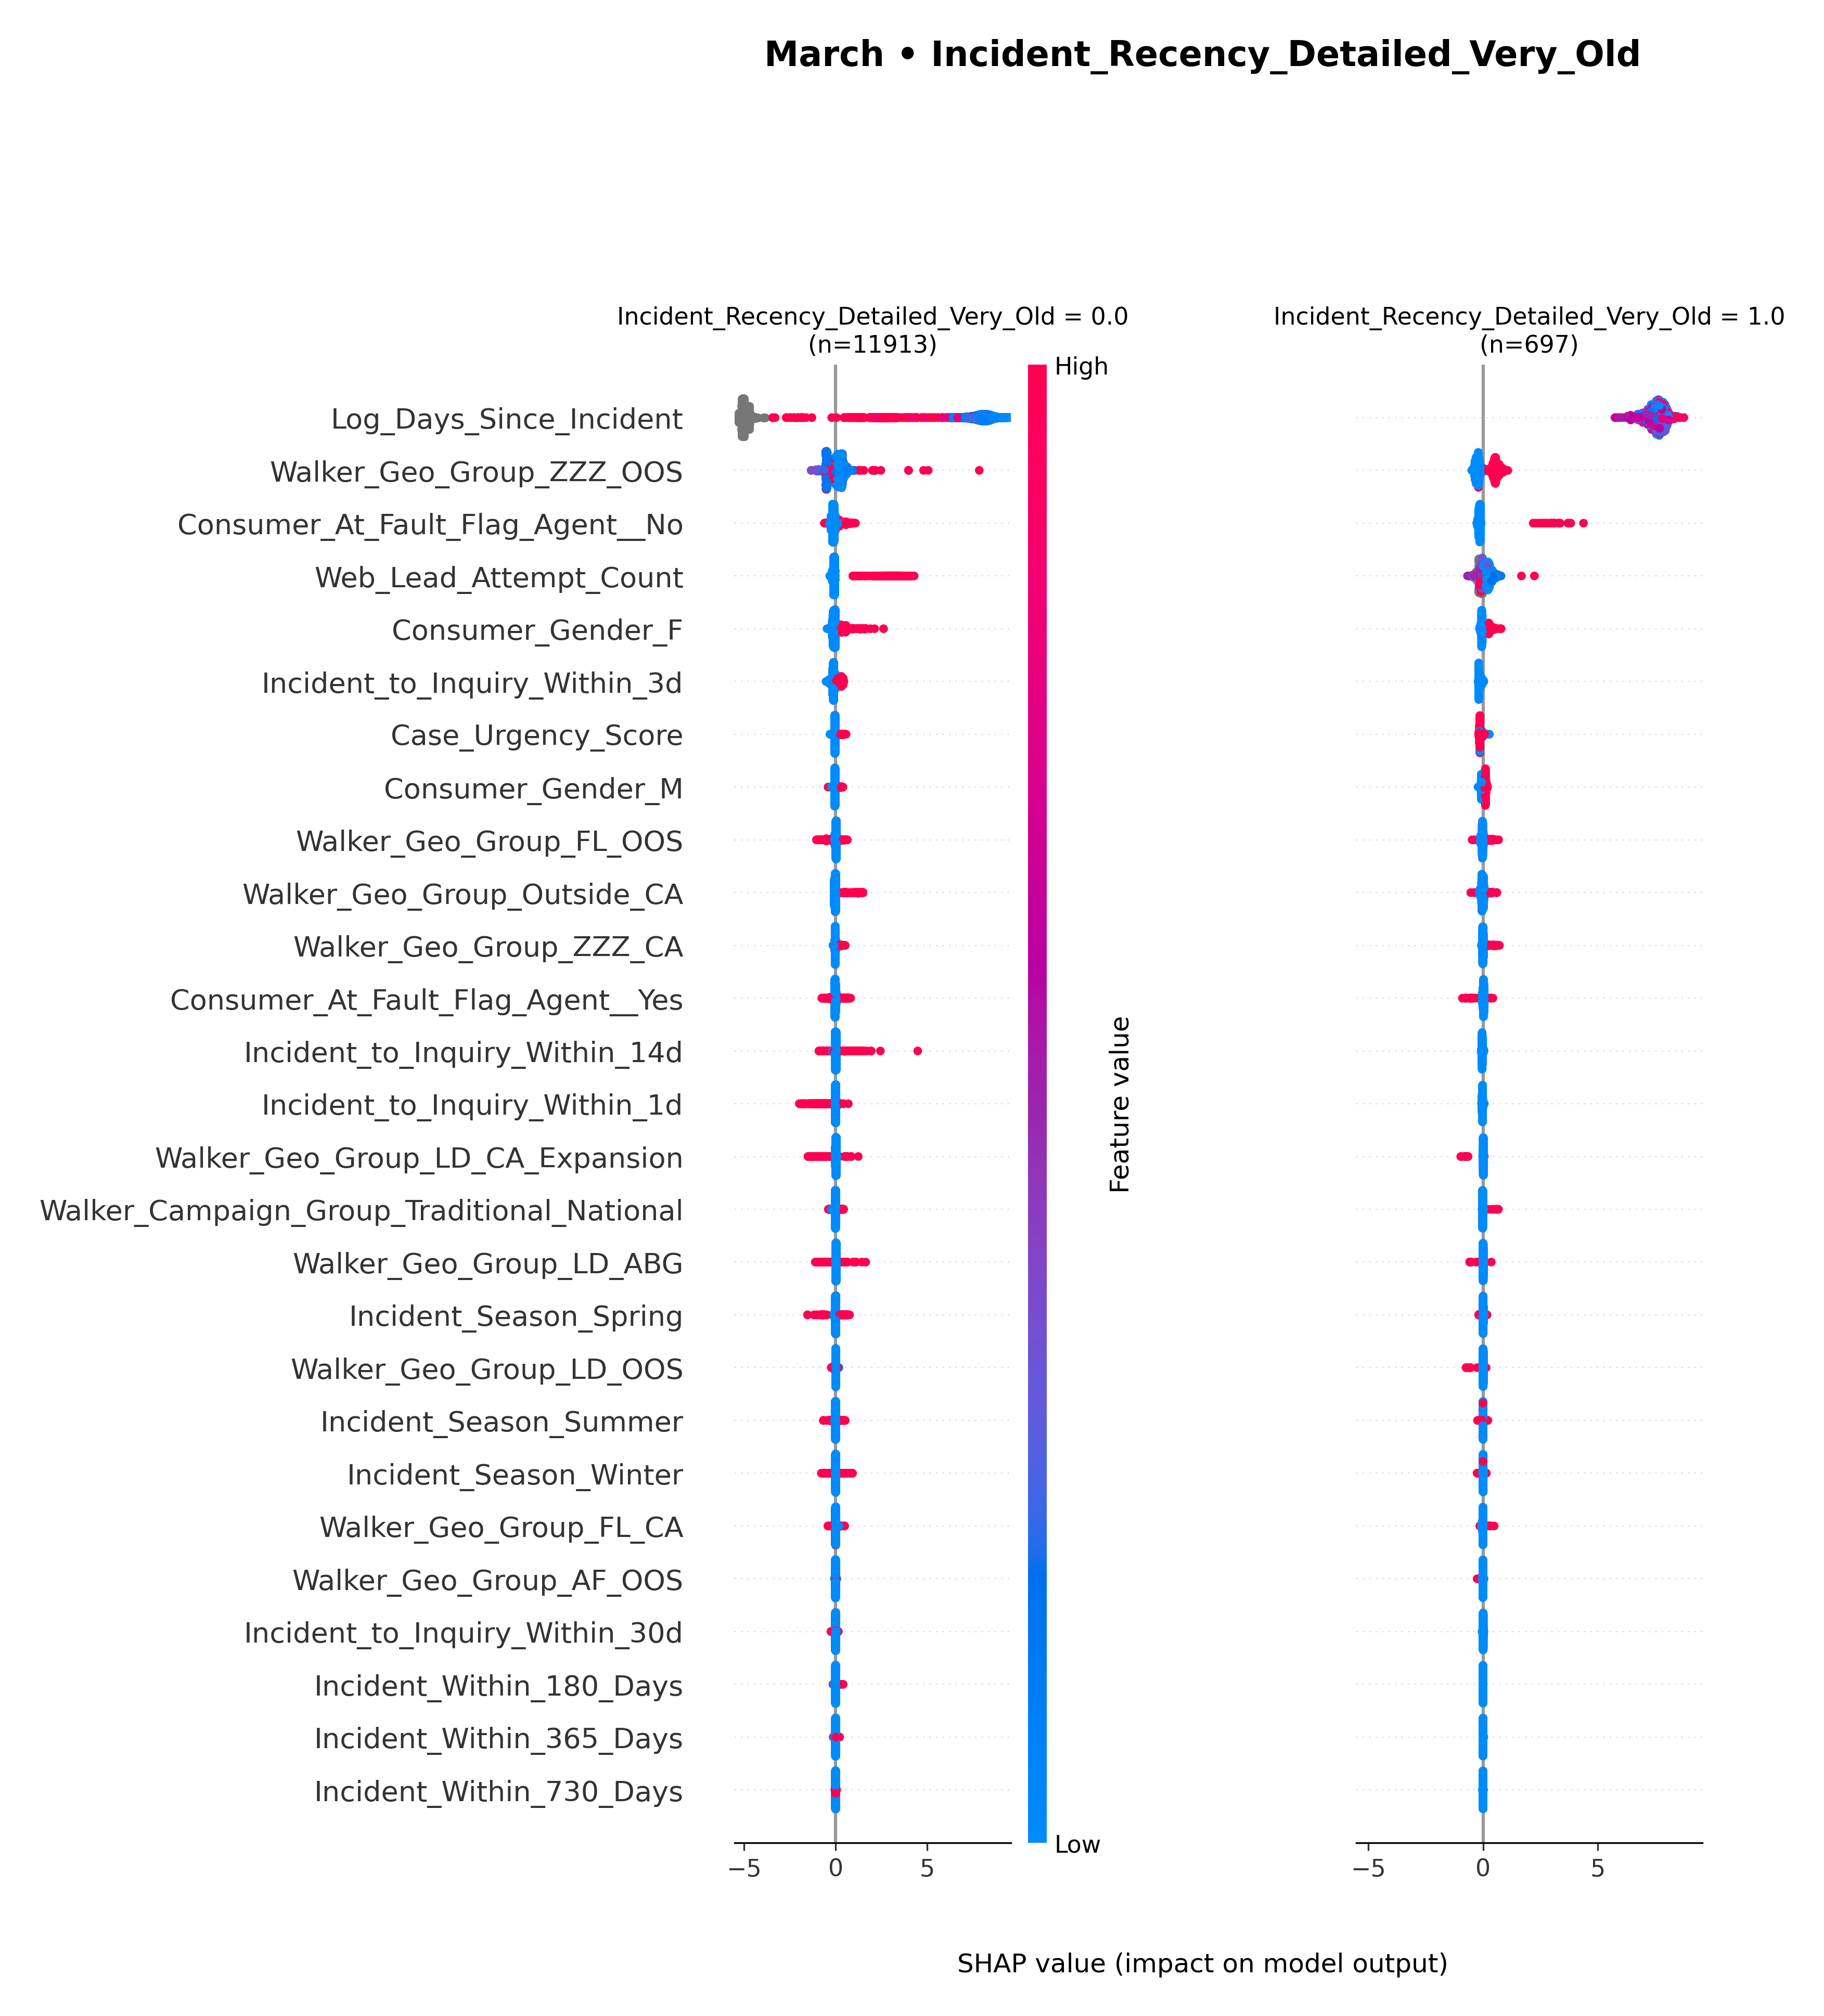 March • Incident_Recency_Detailed_Very_Old
Incident_Recency_Detailed_Very_Old = 0.0
(n=11913)
Incident_Recency_Detailed_Very_Old = 1.0
(n=697)
High
Log_Days_Since_Incident
Walker_Geo_Group_ZZZ_OOS
Consumer_At_Fault_Flag_Agent__No
Web_Lead_Attempt_Count
Consumer_Gender_F
Incident_to_Inquiry_Within_3d
Case_Urgency_Score
Consumer_Gender_M
Walker_Geo_Group_FL_OOS
Walker_Geo_Group_Outside_CA
Walker_Geo_Group_ZZZ_CA
Consumer_At_Fault_Flag_Agent__Yes
Incident_to_Inquiry_Within_14d
Incident_to_Inquiry_Within_1d
Walker_Geo_Group_LD_CA_Expansion
Walker_Campaign_Group_Traditional_National
Walker_Geo_Group_LD_ABG
Incident_Season_Spring
Walker_Geo_Group_LD_OOS
Incident_Season_Summer
Incident_Season_Winter
Walker_Geo_Group_FL_CA
Walker_Geo_Group_AF_OOS
Incident_to_Inquiry_Within_30d
Incident_Within_180_Days
Incident_Within_365_Days
Incident_Within_730_Days
Feature value
Low
−5 0 5
−5 0 5
SHAP value (impact on model output)